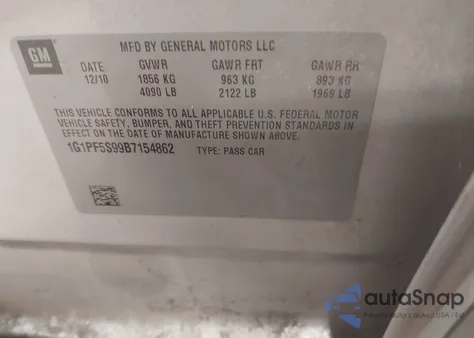 GM
MFD BY GENERAL MOTORS LLC
DATE GVWR GAWR FRT GAWR RR
12/10 1856 KG 963 KG 893 KG
4090 LB 2122 LB 1968 LB
THIS VEHICLE CONFORMS TO ALL APPLICABLE U.S. FEDERAL MOTOR
VEHICLE SAFETY, BUMPER, AND THEFT PREVENTION STANDARDS
IN EFFECT ON THE DATE OF MANUFACTURE SHOWN ABOVE.
1G1PF5S99B7154862 TYPE: PASS CAR
autaSnap